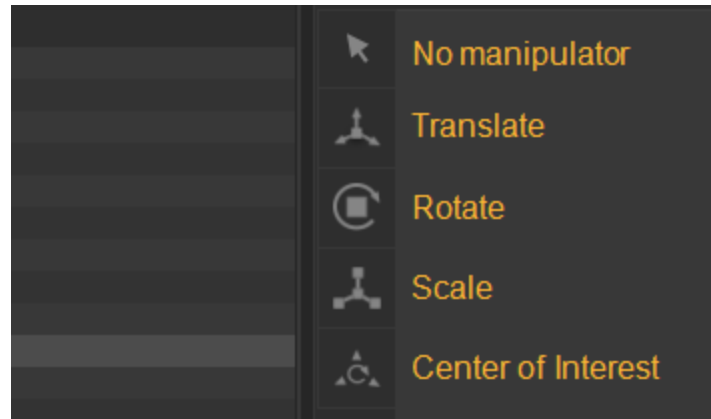 No manipulator
Translate
Rotate
Scale
Center of Interest